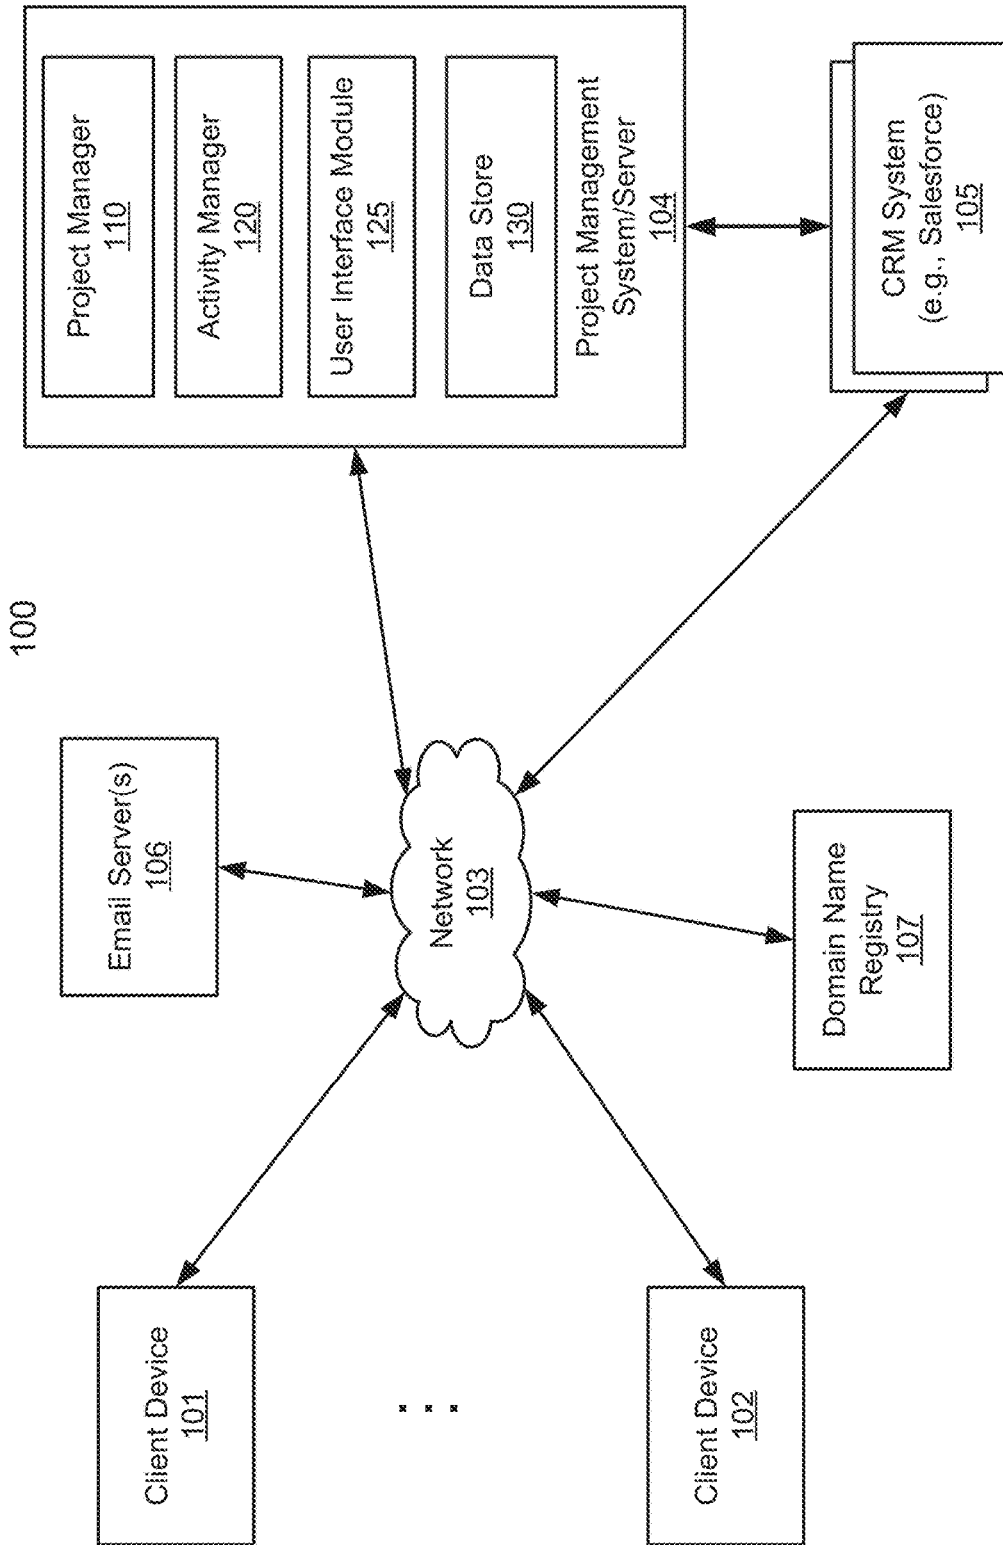 100
Client Device
101
. . .
Client Device
102
Email Server(s)
106
Network
103
Domain Name
Registry
107
Project Manager
110
Activity Manager
120
User Interface Module
125
Data Store
130
Project Management
System/Server
104
CRM System
(e.g., Salesforce)
105